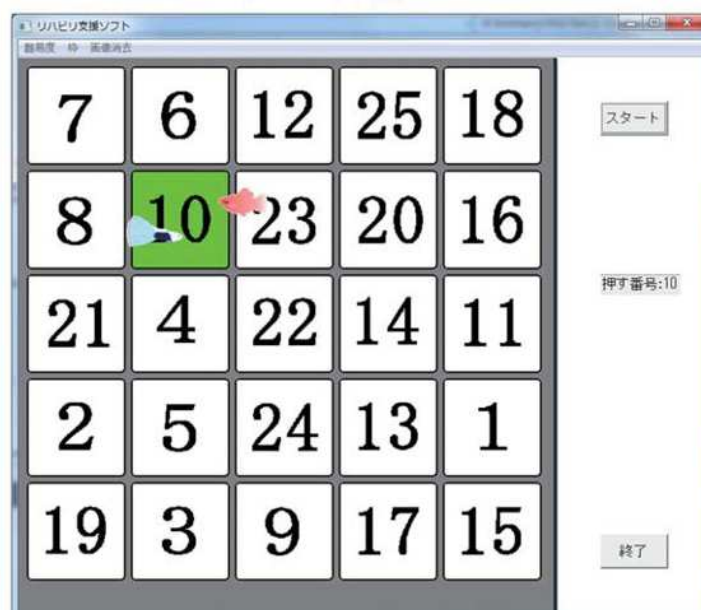 リハビリ支援ソフト
難易度 枠 画像消去
7 6 12 25 18
スタート
8 10 23 20 16
押す番号:10
21 4 22 14 11
2 5 24 13 1
19 3 9 17 15
終了